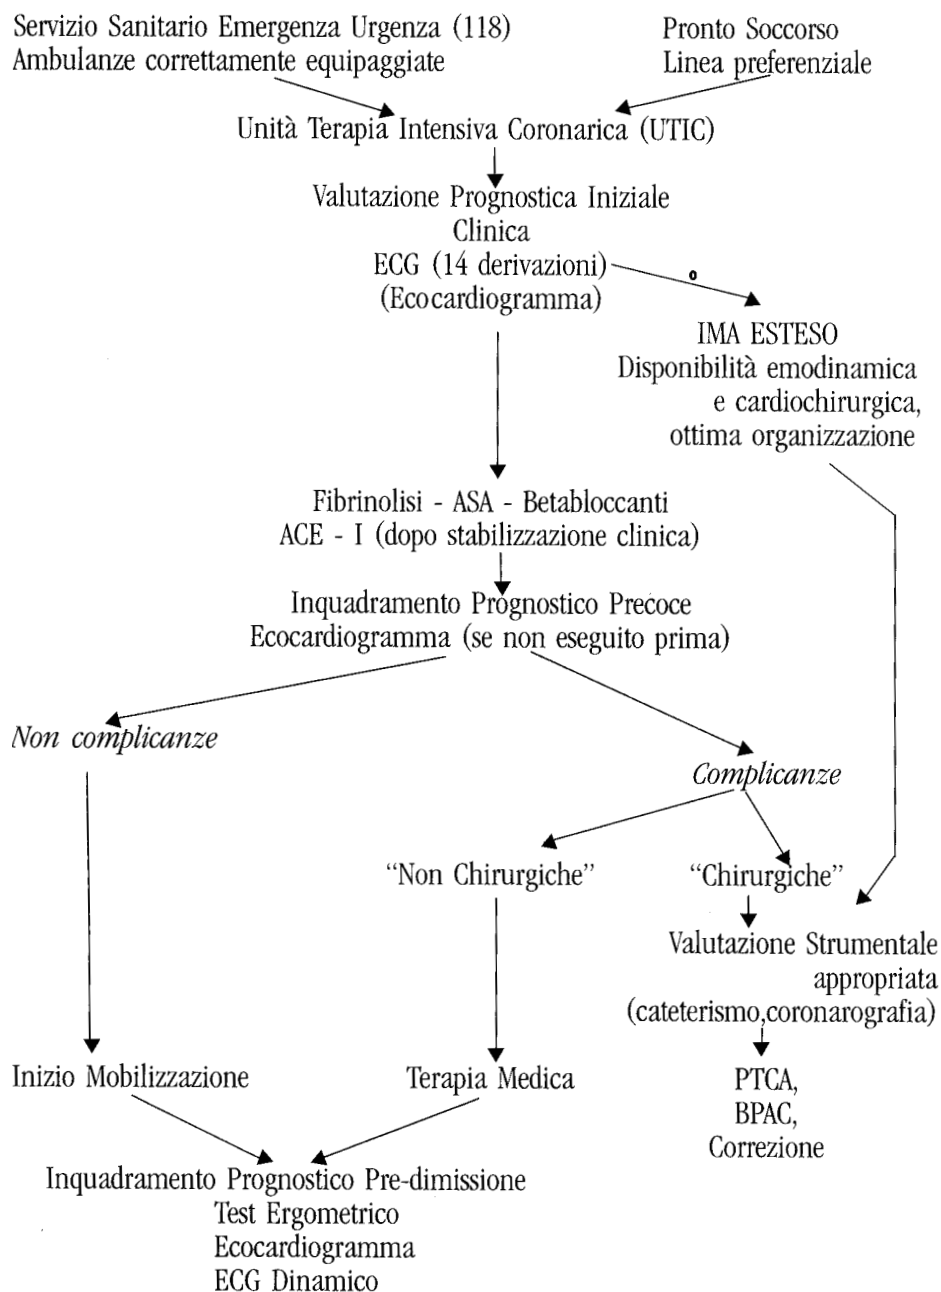 Servizio Sanitario Emergenza Urgenza (118)
Ambulanze correttamente equipaggiate
Pronto Soccorso
Linea preferenziale
Unità Terapia Intensiva Coronarica (UTIC)
Valutazione Prognostica Iniziale
Clinica
ECG (14 derivazioni)
(Ecocardiogramma)
o
IMA ESTESO
Disponibilità emodinamica
e cardiochirurgica,
ottima organizzazione
Fibrinolisi - ASA - Betabloccanti
ACE - I (dopo stabilizzazione clinica)
Inquadramento Prognostico Precoce
Ecocardiogramma (se non eseguito prima)
Non complicanze
Complicanze
“Non Chirurgiche”
“Chirurgiche”
Valutazione Strumentale
appropriata
(cateterismo,coronarografia)
Inizio Mobilizzazione
Terapia Medica
PTCA,
BPAC,
Correzione
Inquadramento Prognostico Pre-dimissione
Test Ergometrico
Ecocardiogramma
ECG Dinamico